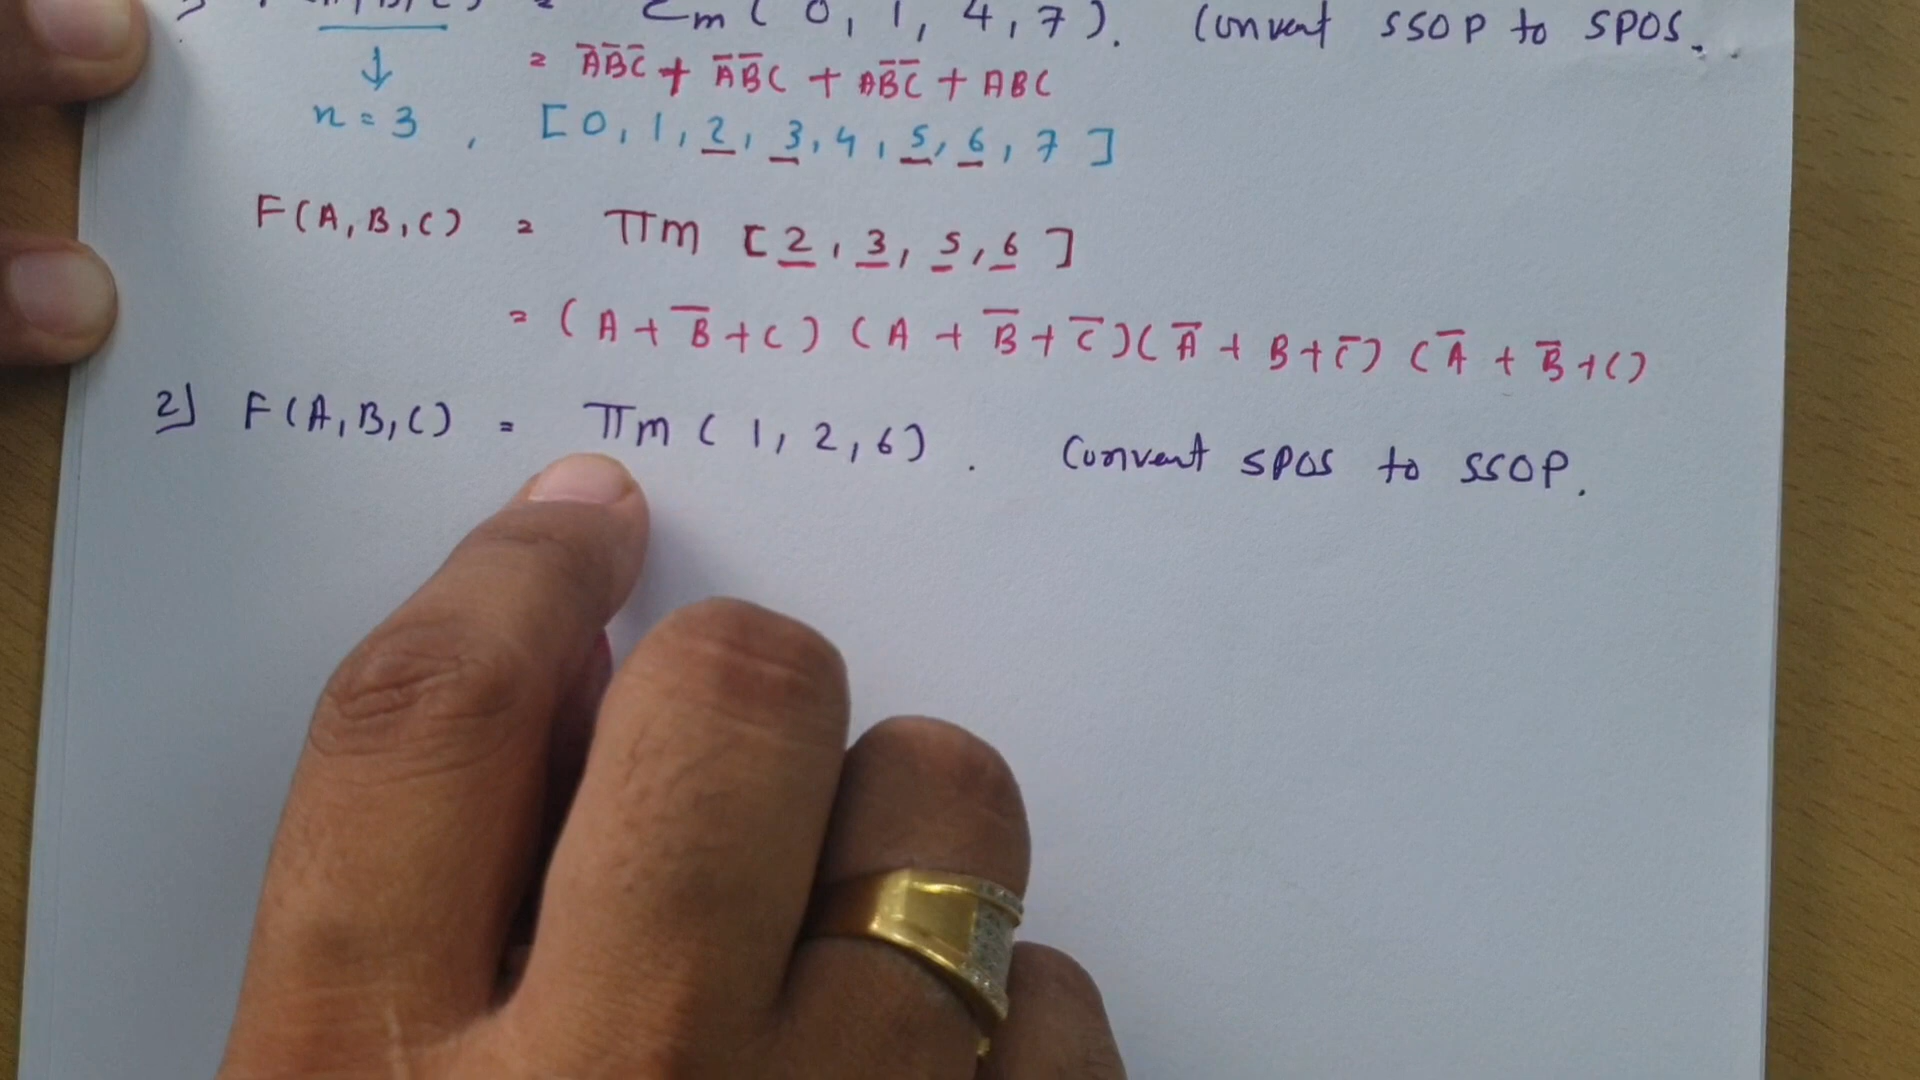 = Σm ( 0, 1, 4, 7 ). Convert SSOP to SPOS.
= A̅B̅C̅ + A̅B̅C + AB̅C̅ + ABC
n = 3 , [ 0, 1, 2, 3, 4, 5, 6, 7 ]
F(A, B, C) = πM [ 2, 3, 5, 6 ]
= ( A + B̅ + C ) ( A + B̅ + C̅ ) ( A̅ + B + C̅ ) ( A̅ + B̅ + C )
2] F(A, B, C) = πM ( 1, 2, 6 ) . Convert SPOS to SSOP.